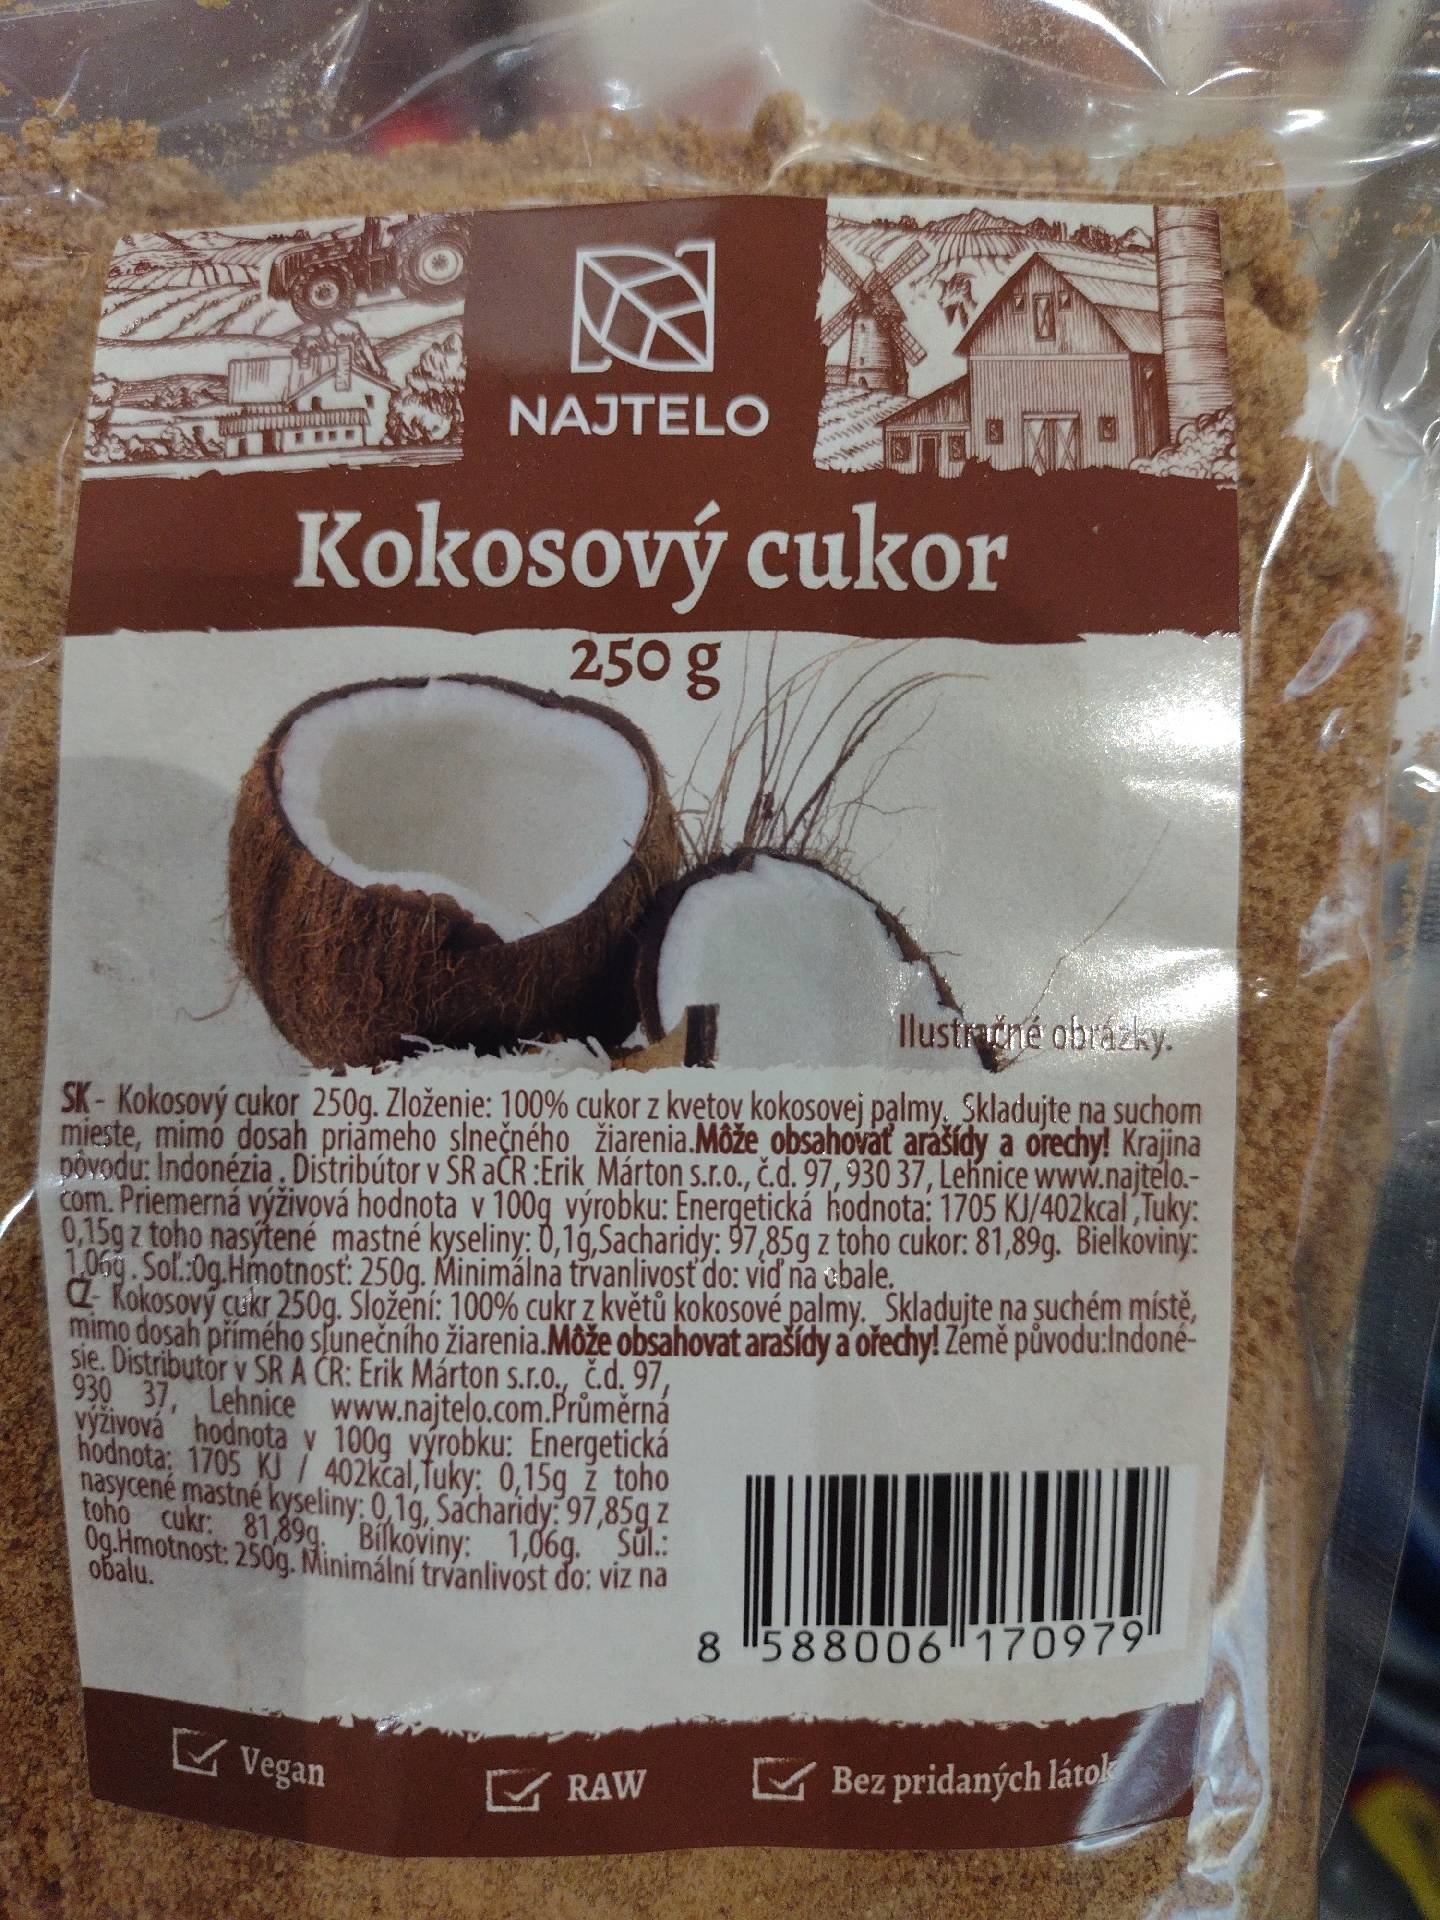 NAJTELO
Kokosový cukor
250 g
Ilustračné obrázky.
SK- Kokosový cukor 250g. Zloženie: 100% cukor z kvetov kokosovej palmy. Skladujte na suchom
mieste, mimo dosah priameho slnečného žiarenia.Môže obsahovať arašídy a orechy! Krajina
pôvodu: Indonézia . Distribútor v SR aČR :Erik Márton s.r.o., č.d. 97, 930 37, Lehnice www.najtelo.-
com. Priemerná výživová hodnota v 100g výrobku: Energetická hodnota: 1705 KJ/402kcal ,Tuky:
0,15g z toho nasýtené mastné kyseliny: 0,1g,Sacharidy: 97,85g z toho cukor: 81,89g. Bielkoviny:
1.06g . Soľ.:0g.Hmotnosť: 250g. Minimálna trvanlivosť do: viď na obale.
CZ- Kokosový cukr 250g. Složení: 100% cukr z květů kokosové palmy. Skladujte na suchém místě,
mimo dosah přímého slunečního žiarenia.Môže obsahovat arašídy a ořechy! Země původu:Indoné-
sie. Distributor v SR A ČR: Erik Márton s.r.o., č.d. 97,
930 37, Lehnice www.najtelo.com.Průměrná
výživová hodnota v 100g výrobku: Energetická
hodnota: 1705 KJ / 402kcal,Tuky: 0,15g z toho
nasycené mastné kyseliny: 0,1g, Sacharidy: 97,85g z
toho cukr: 81,89g. Bílkoviny: 1,06g. Sůl.:
0g.Hmotnost: 250g. Minimální trvanlivost do: viz na
obalu.
8 588006 170979
Vegan
RAW
Bez pridaných látok